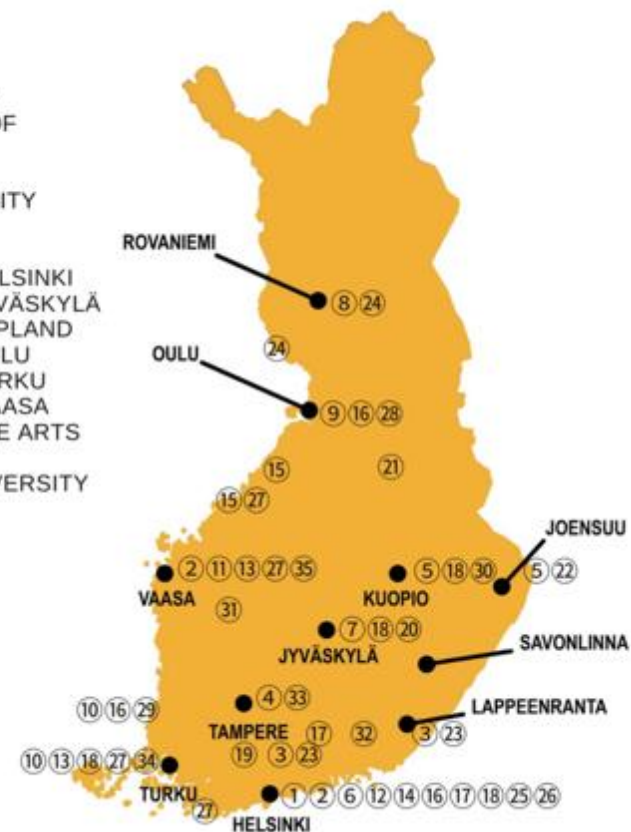 OF
ITY
LSINKI
VÄSKYLÄ
PLAND
LU
RKU
AASA
E ARTS
VERSITY
ROVANIEMI
8 24
24
OULU
9 16 28
15
21
15 27
JOENSUU
2 11 13 27 35
5 18 30
5 22
VAASA
KUOPIO
31
7 18 20
JYVÄSKYLÄ
SAVONLINNA
4 33
LAPPEENRANTA
10 16 29
TAMPERE
17
32
3 23
19
3 23
10 13 18 27 34
TURKU
27
1 2 6 12 14 16 17 18 25 26
HELSINKI